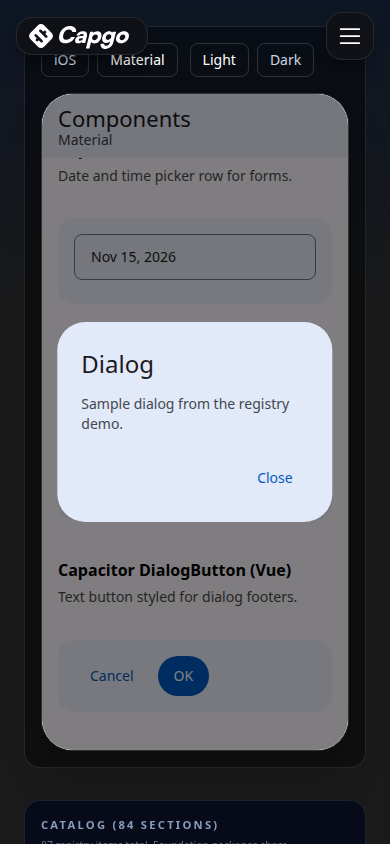 Capgo
iOS
Material
Light
Dark
Components
Material
Date and time picker row for forms.
Nov 15, 2026
Dialog
Sample dialog from the registry
demo.
Close
Capacitor DialogButton (Vue)
Text button styled for dialog footers.
Cancel
OK
CATALOG (84 SECTIONS)